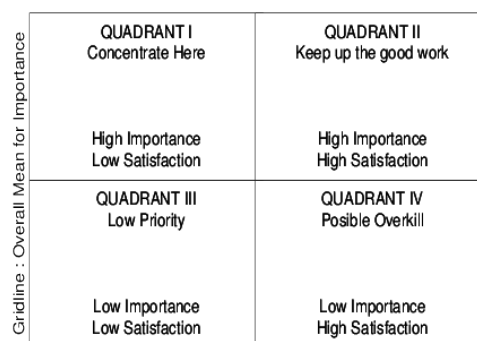 Gridline : Overall Mean for Importance
QUADRANT I
Concentrate Here
High Importance
Low Satisfaction
QUADRANT II
Keep up the good work
High Importance
High Satisfaction
QUADRANT III
Low Priority
Low Importance
Low Satisfaction
QUADRANT IV
Posible Overkill
Low Importance
High Satisfaction